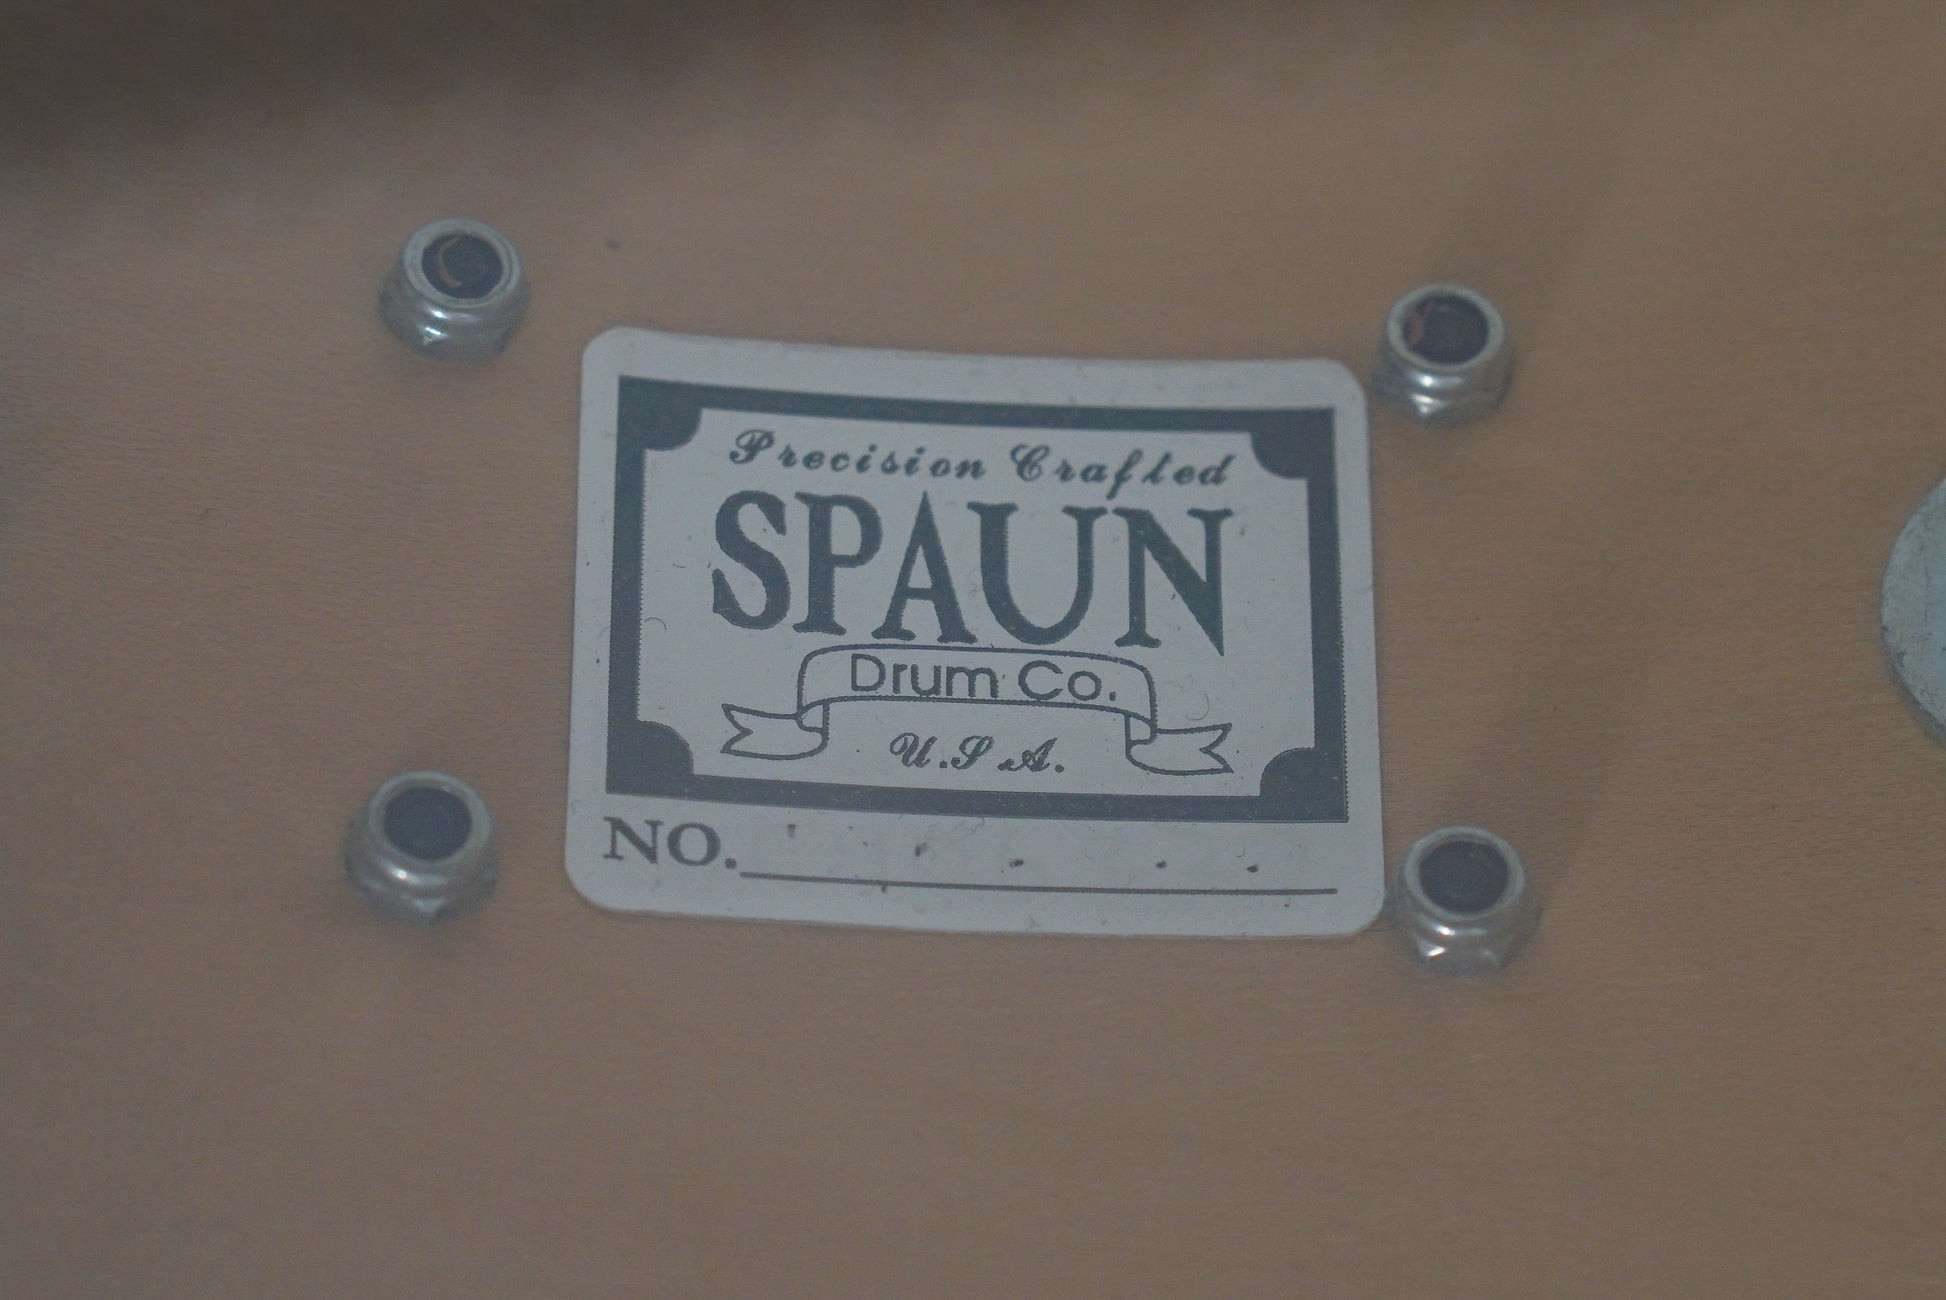 Precision Crafted
SPAUN
Drum Co.
U.S.A.
NO.